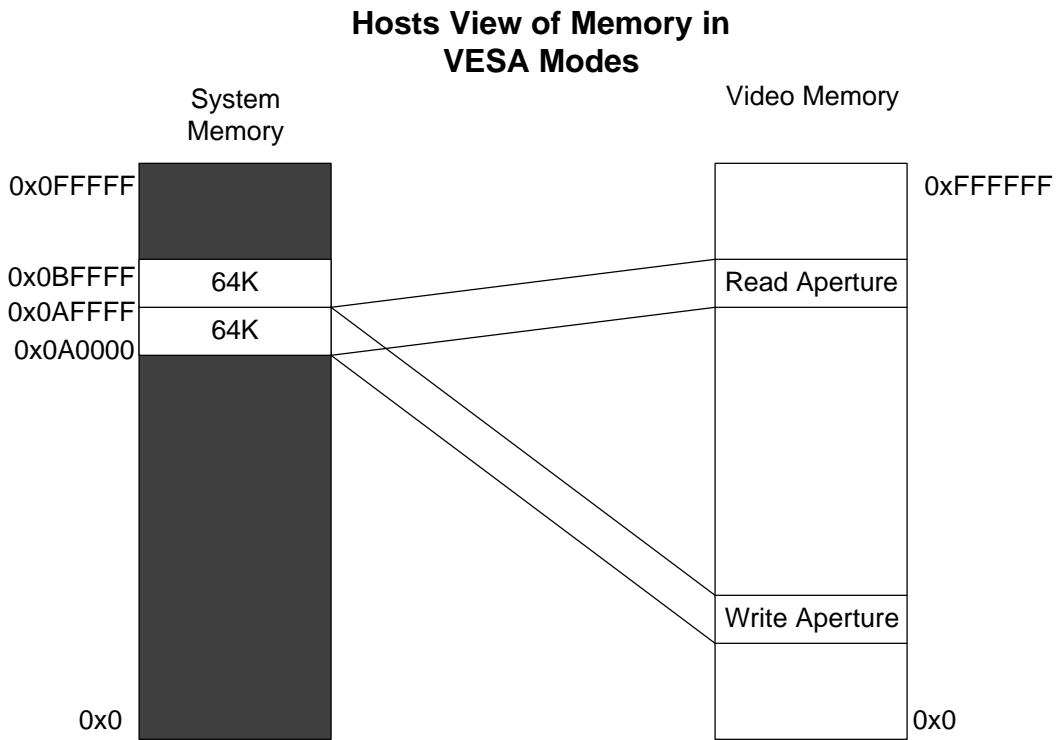 Hosts View of Memory in
VESA Modes
System
Memory
Video Memory
0x0FFFFF
0xFFFFFF
0x0BFFFF
64K
Read Aperture
0x0AFFFF
64K
0x0A0000
Write Aperture
0x0
0x0